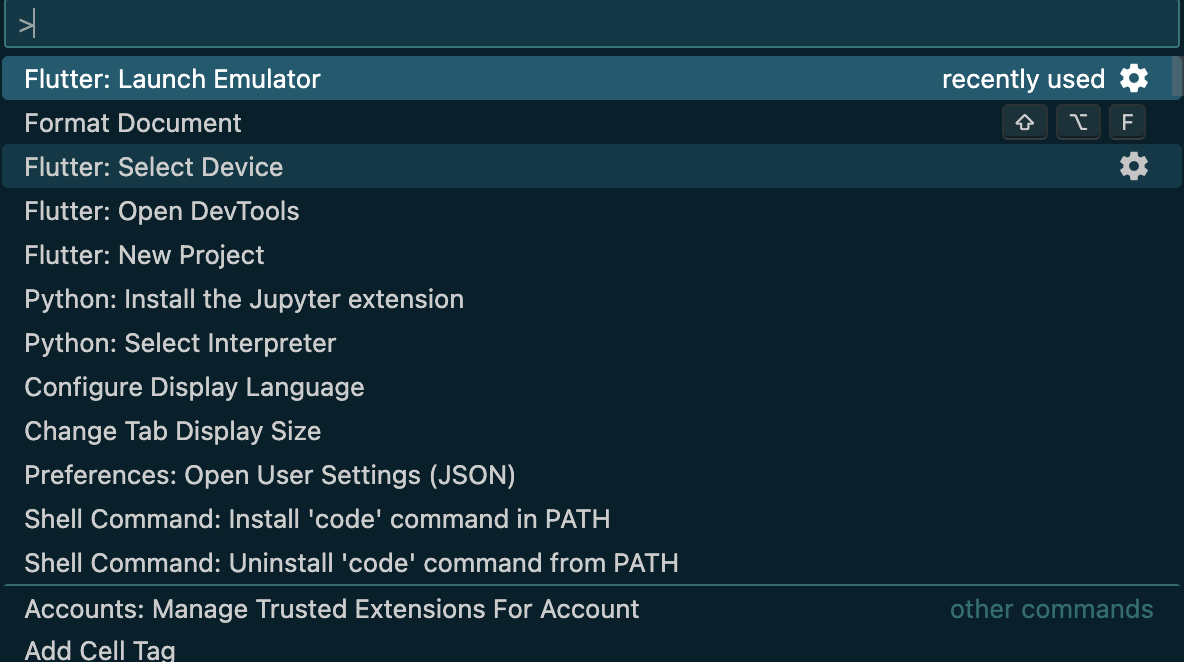 >
Flutter: Launch Emulator recently used
Format Document ⇧ ⌥ F
Flutter: Select Device
Flutter: Open DevTools
Flutter: New Project
Python: Install the Jupyter extension
Python: Select Interpreter
Configure Display Language
Change Tab Display Size
Preferences: Open User Settings (JSON)
Shell Command: Install 'code' command in PATH
Shell Command: Uninstall 'code' command from PATH
Accounts: Manage Trusted Extensions For Account other commands
Add Cell Tag